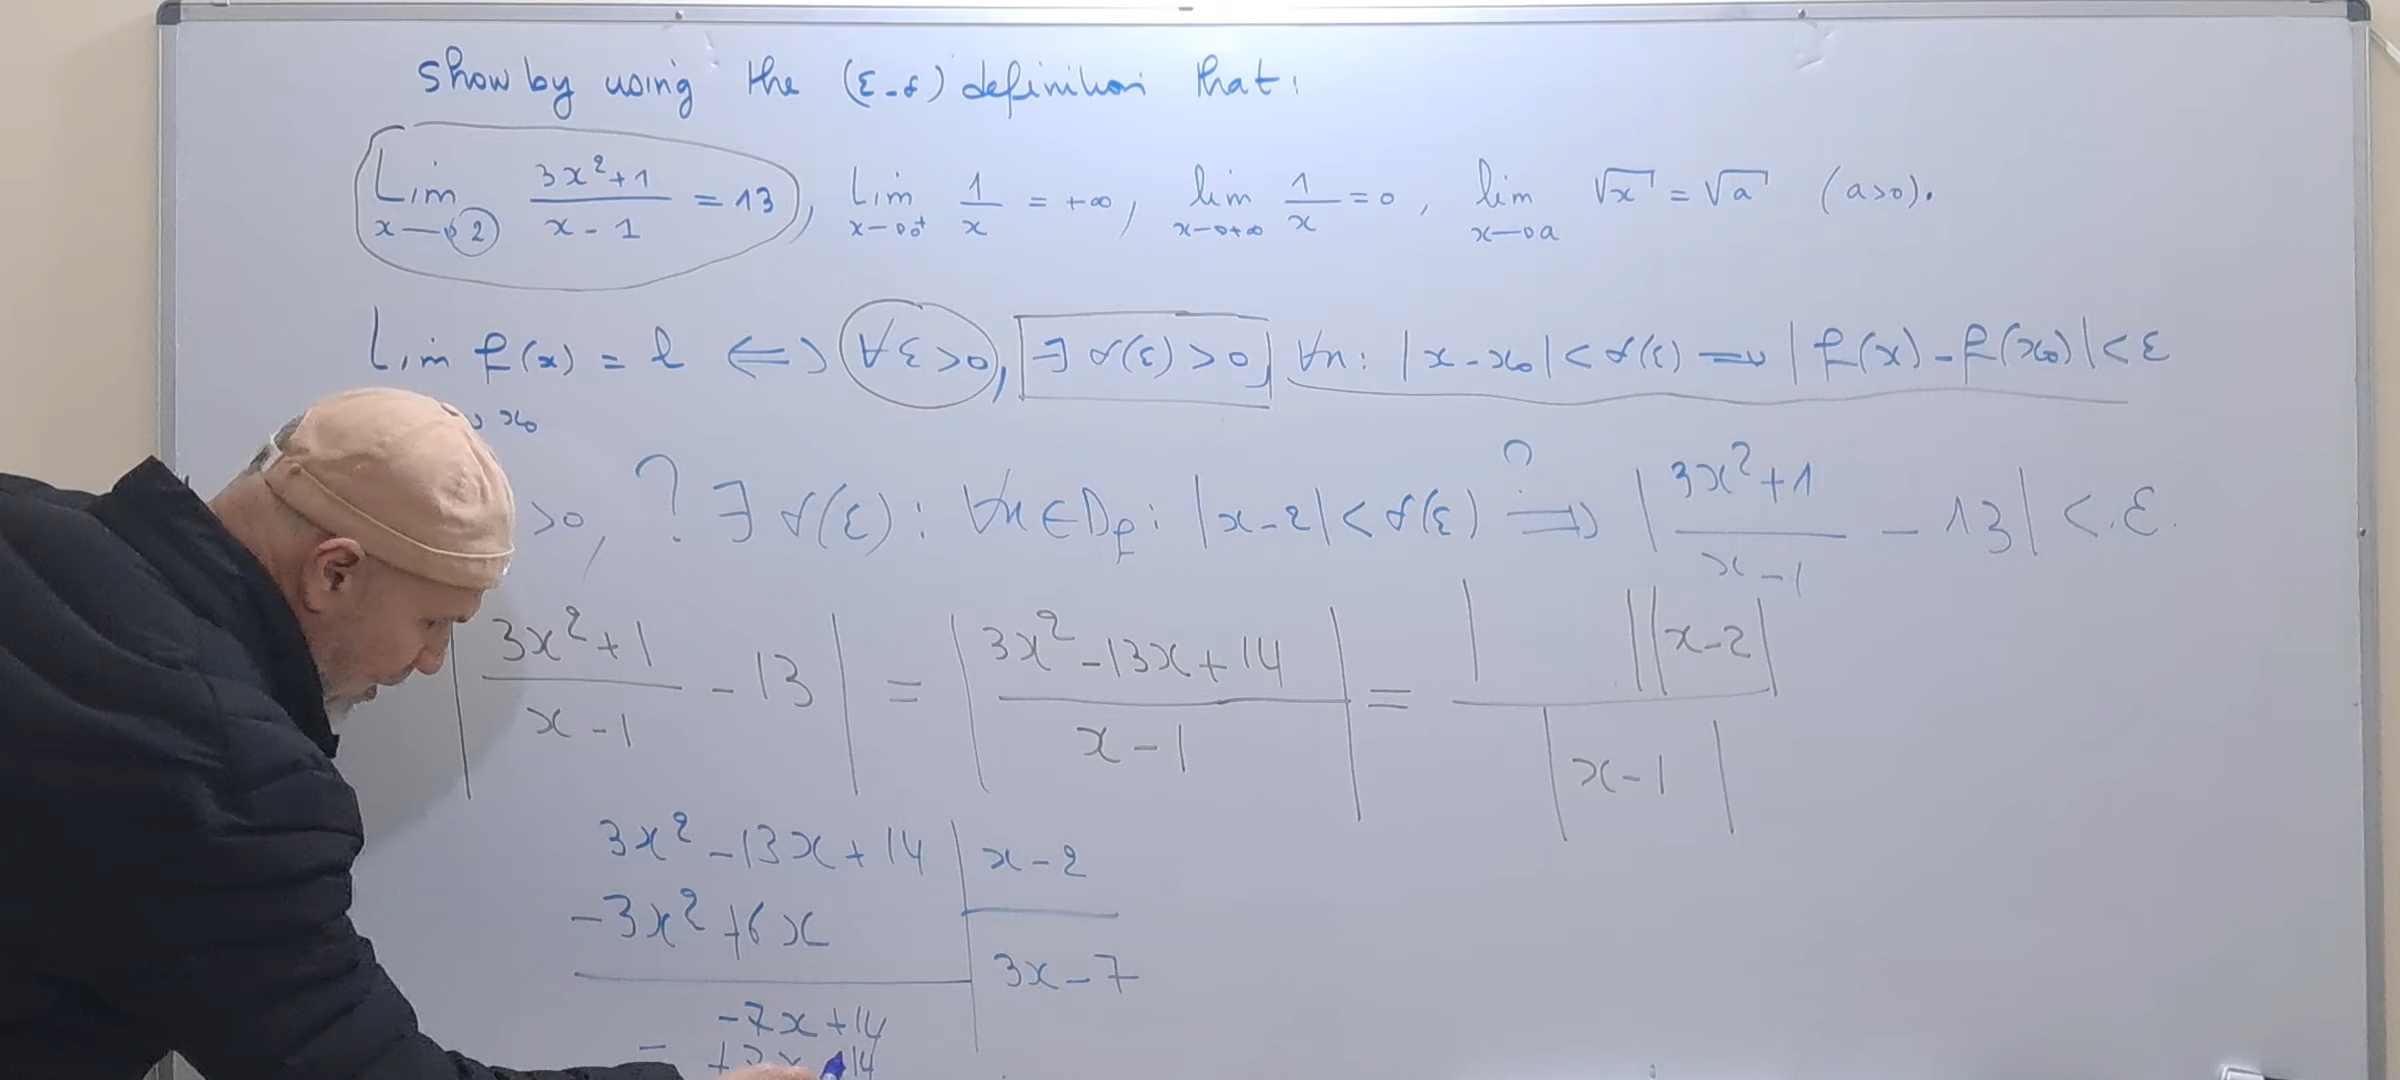 Show by using the (ε-δ) definition that:
Lim x→2 (3x²+1)/(x-1) = 13, Lim x→0⁺ 1/x = +∞, lim x→+∞ 1/x = 0, lim x→a √x = √a (a>0).
Lim f(x) = l ⟺ ∀ε>0, ∃ δ(ε)>0, ∀x: |x-x₀|<δ(ε) ⟹ |f(x)-f(x₀)|<ε
x₀
>0, ? ∃ δ(ε): ∀x∈D_f: |x-2|<δ(ε) ?⟹ |(3x²+1)/(x-1) - 13| < ε.
|(3x²+1)/(x-1) - 13| = |(3x²-13x+14)/(x-1)| = | ||x-2| / |x-1|
3x²-13x+14 | x-2
-3x²+6x
3x-7
-7x+14